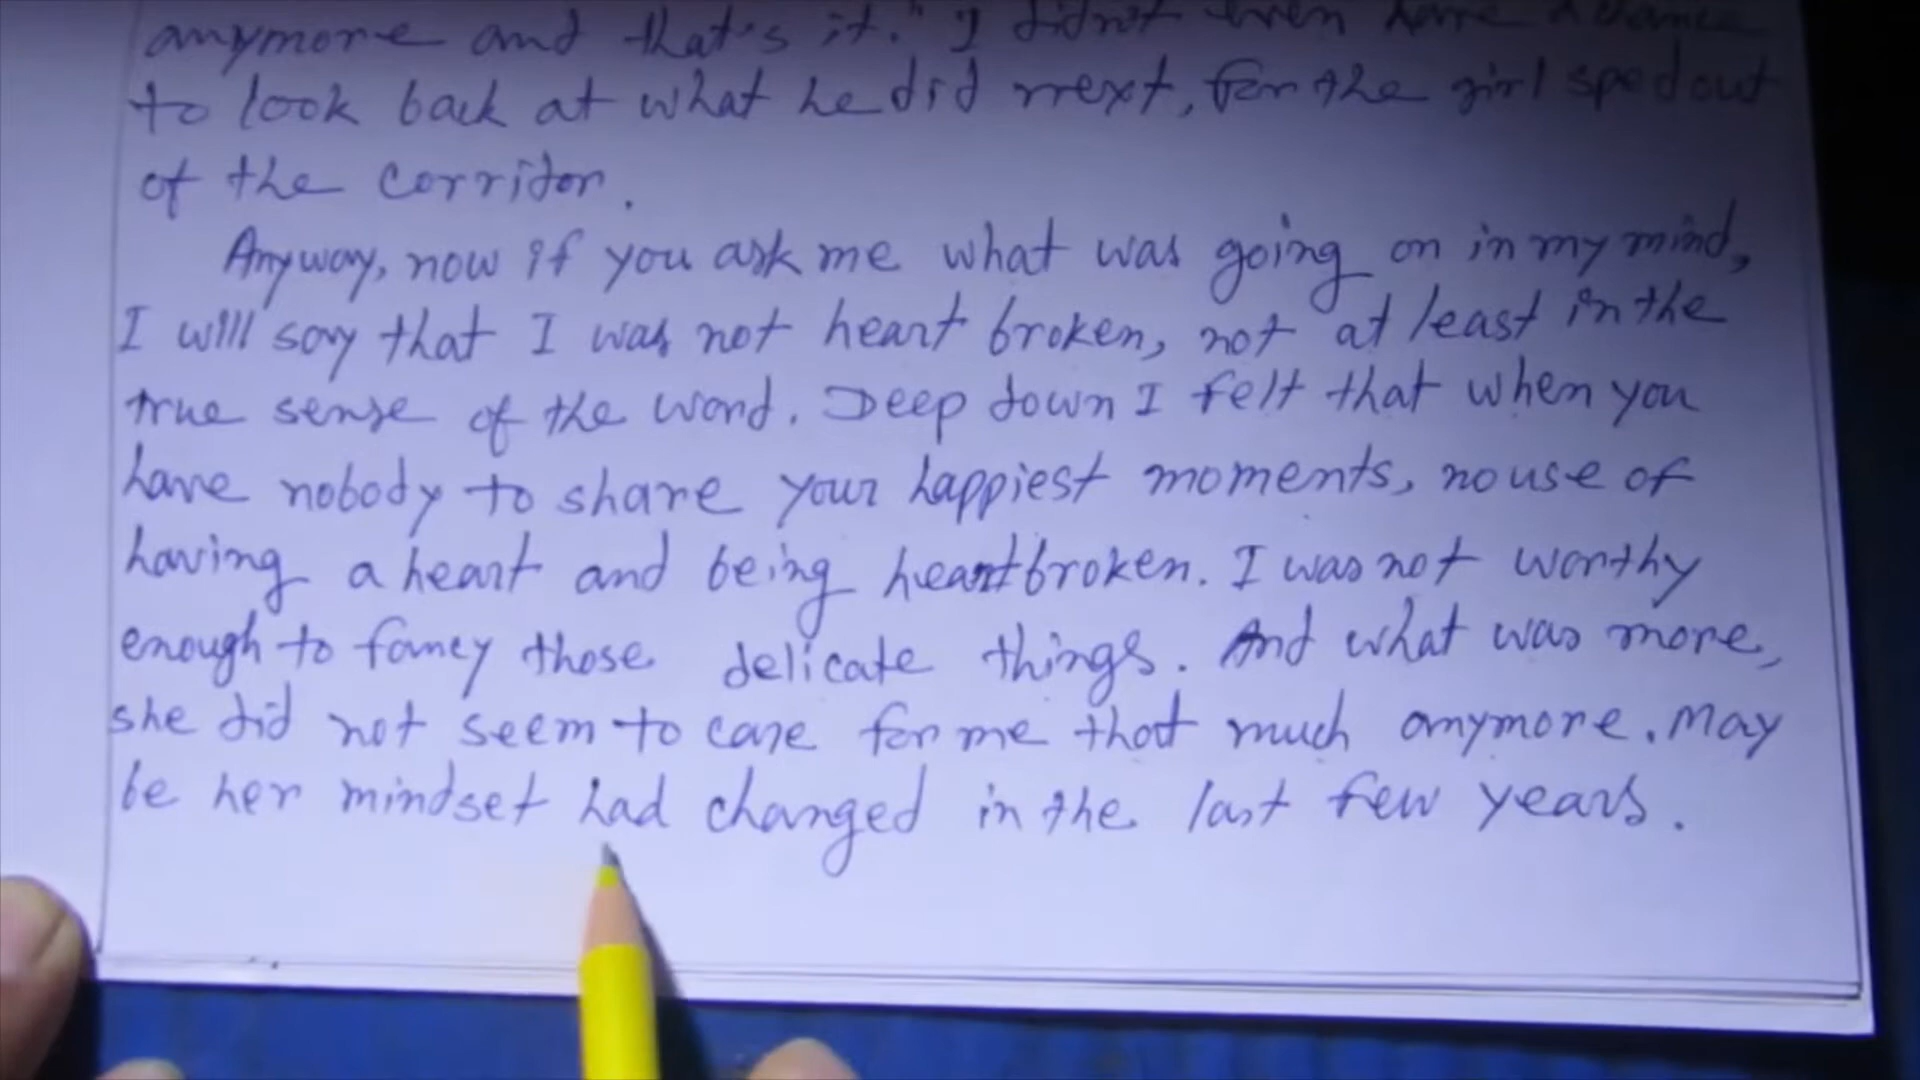 anymore and that's it." I didn't even have a chance
to look back at what he did next, for the girl sped out
of the corridor.
Anyway, now if you ask me what was going on in my mind,
I will say that I was not heart broken, not at least in the
true sense of the word. Deep down I felt that when you
have nobody to share your happiest moments, no use of
having a heart and being heartbroken. I was not worthy
enough to fancy those delicate things. And what was more,
she did not seem to care for me that much anymore. May
be her mindset had changed in the last few years.